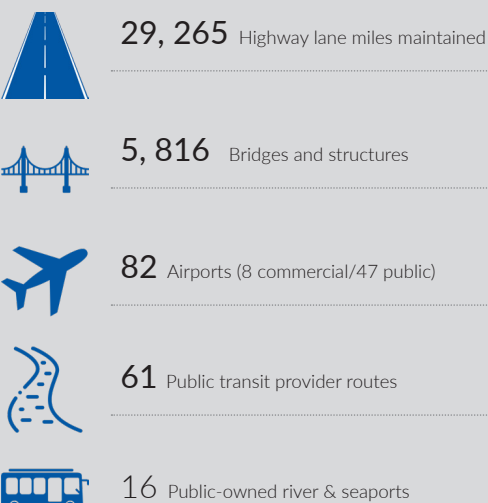 29, 265 Highway lane miles maintained
5, 816 Bridges and structures
82 Airports (8 commercial/47 public)
61 Public transit provider routes
16 Public-owned river & seaports